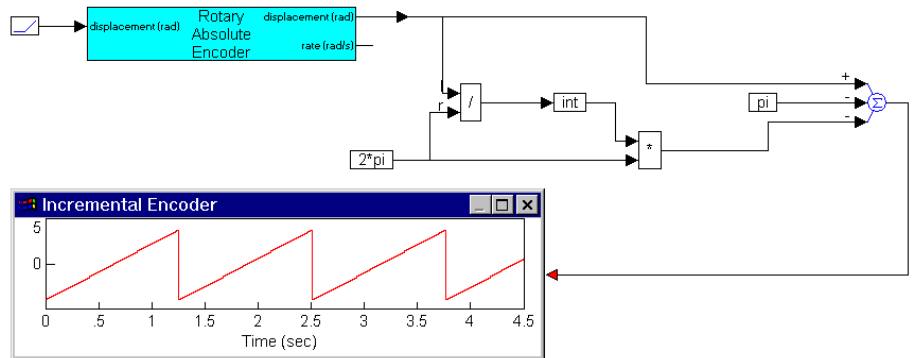 displacement (rad)
Rotary
Absolute
Encoder
displacement (rad)
rate (rad/s)
l
r
/
int
2*pi
*
pi
+
-
-
Σ
Incremental Encoder
5
0
0 .5 1 1.5 2 2.5 3 3.5 4 4.5
Time (sec)